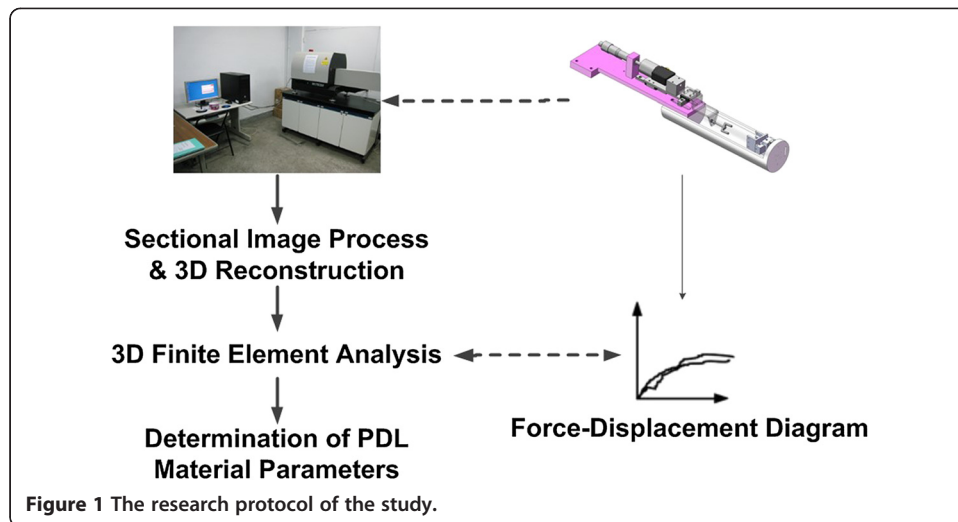 Sectional Image Process
& 3D Reconstruction
3D Finite Element Analysis
Force-Displacement Diagram
Determination of PDL
Material Parameters
Figure 1 The research protocol of the study.